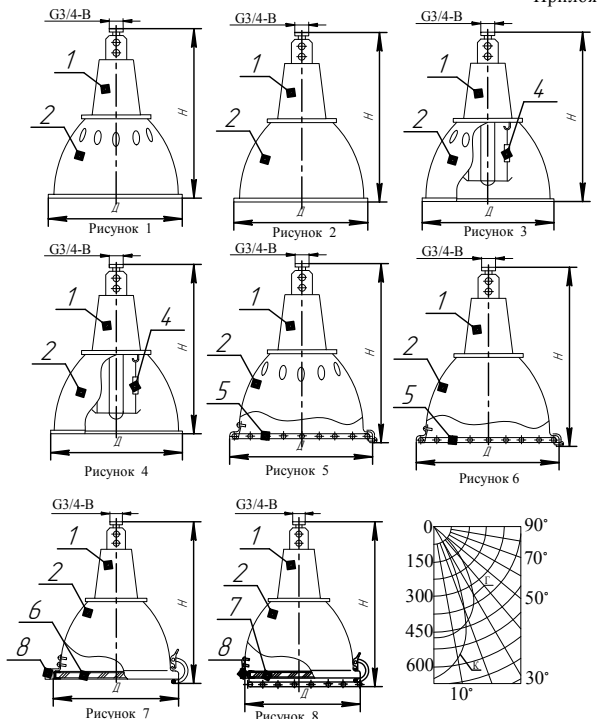 G3/4-В
1
2
H
Д
Рисунок 1
G3/4-В
1
2
H
Д
Рисунок 2
G3/4-В
1
2
4
H
Д
Рисунок 3
G3/4-В
1
2
4
H
Д
Рисунок 4
G3/4-В
1
2
5
H
Д
Рисунок 5
G3/4-В
1
2
5
H
Д
Рисунок 6
G3/4-В
1
2
6
8
H
Д
Рисунок 7
G3/4-В
1
2
7
8
H
Д
Рисунок 8
0
150
300
450
600
90°
70°
50°
30°
10°
Г
К